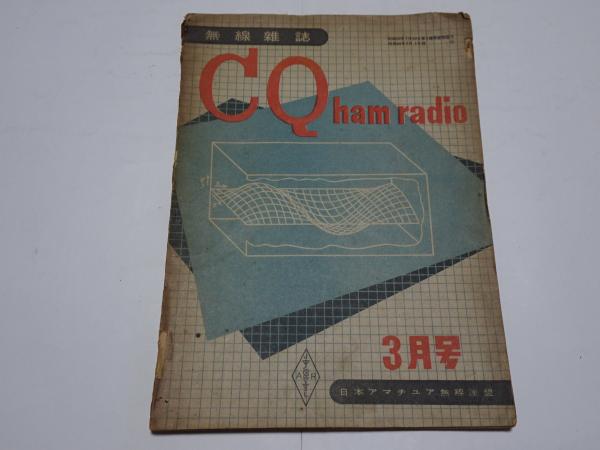 無線雑誌
CQ ham radio
3月号
日本アマチュア無線連盟